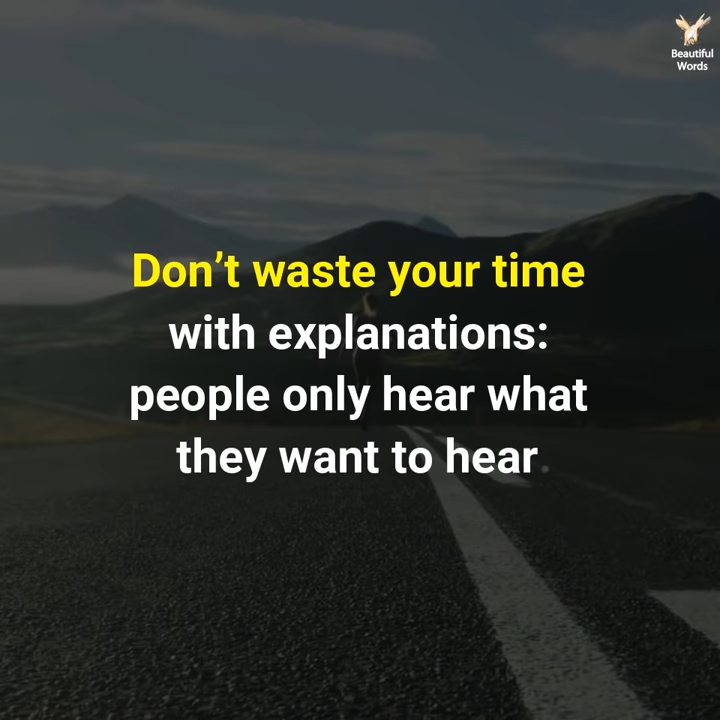 Beautiful
Words
Don’t waste your time
with explanations:
people only hear what
they want to hear.